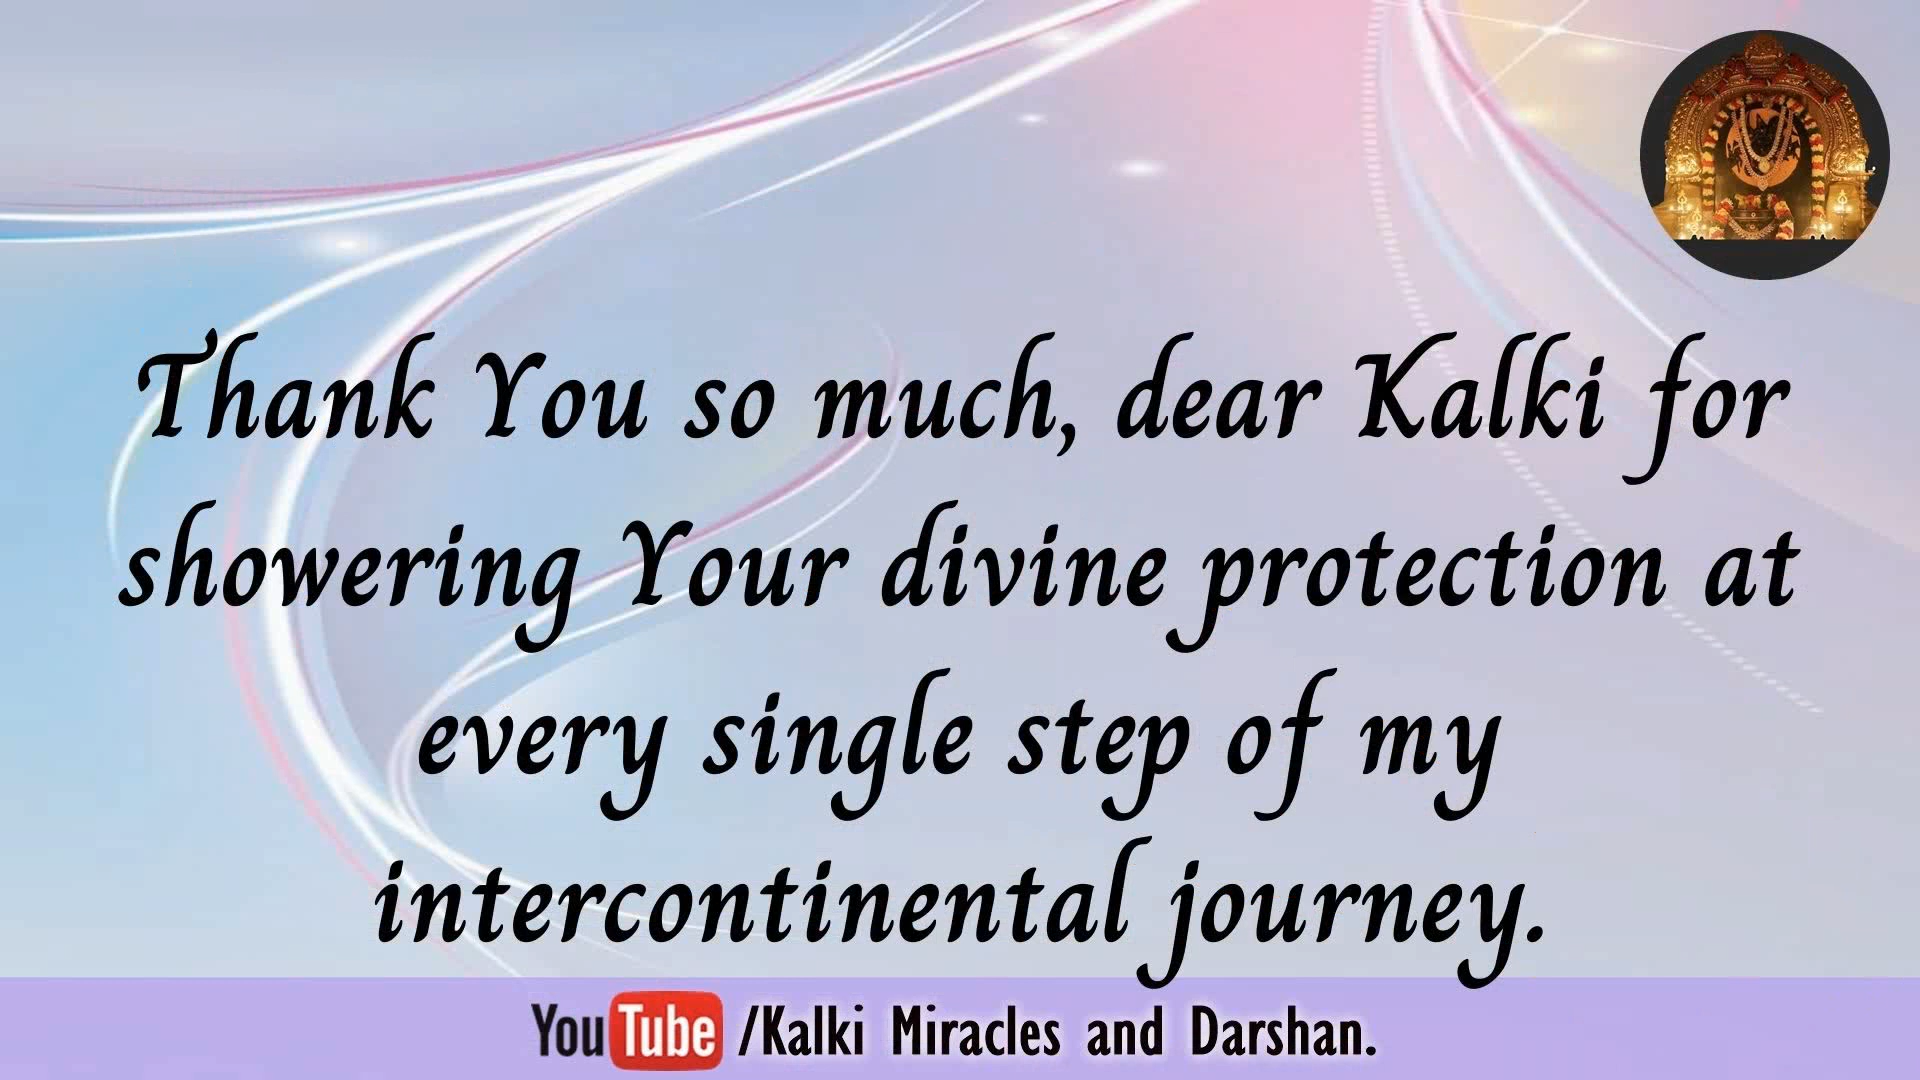 Thank You so much, dear Kalki for
showering Your divine protection at
every single step of my
intercontinental journey.
YouTube /Kalki Miracles and Darshan.